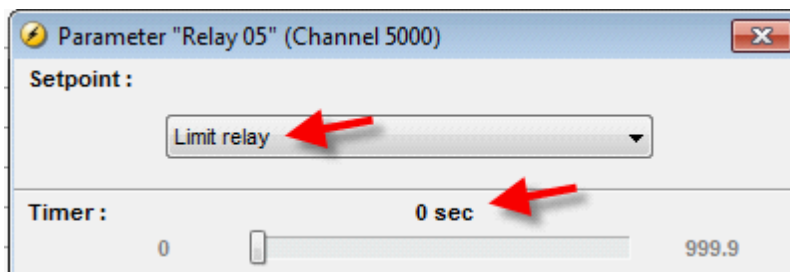 Parameter "Relay 05" (Channel 5000)
Setpoint :
Limit relay
Timer : 0 sec
0 999.9